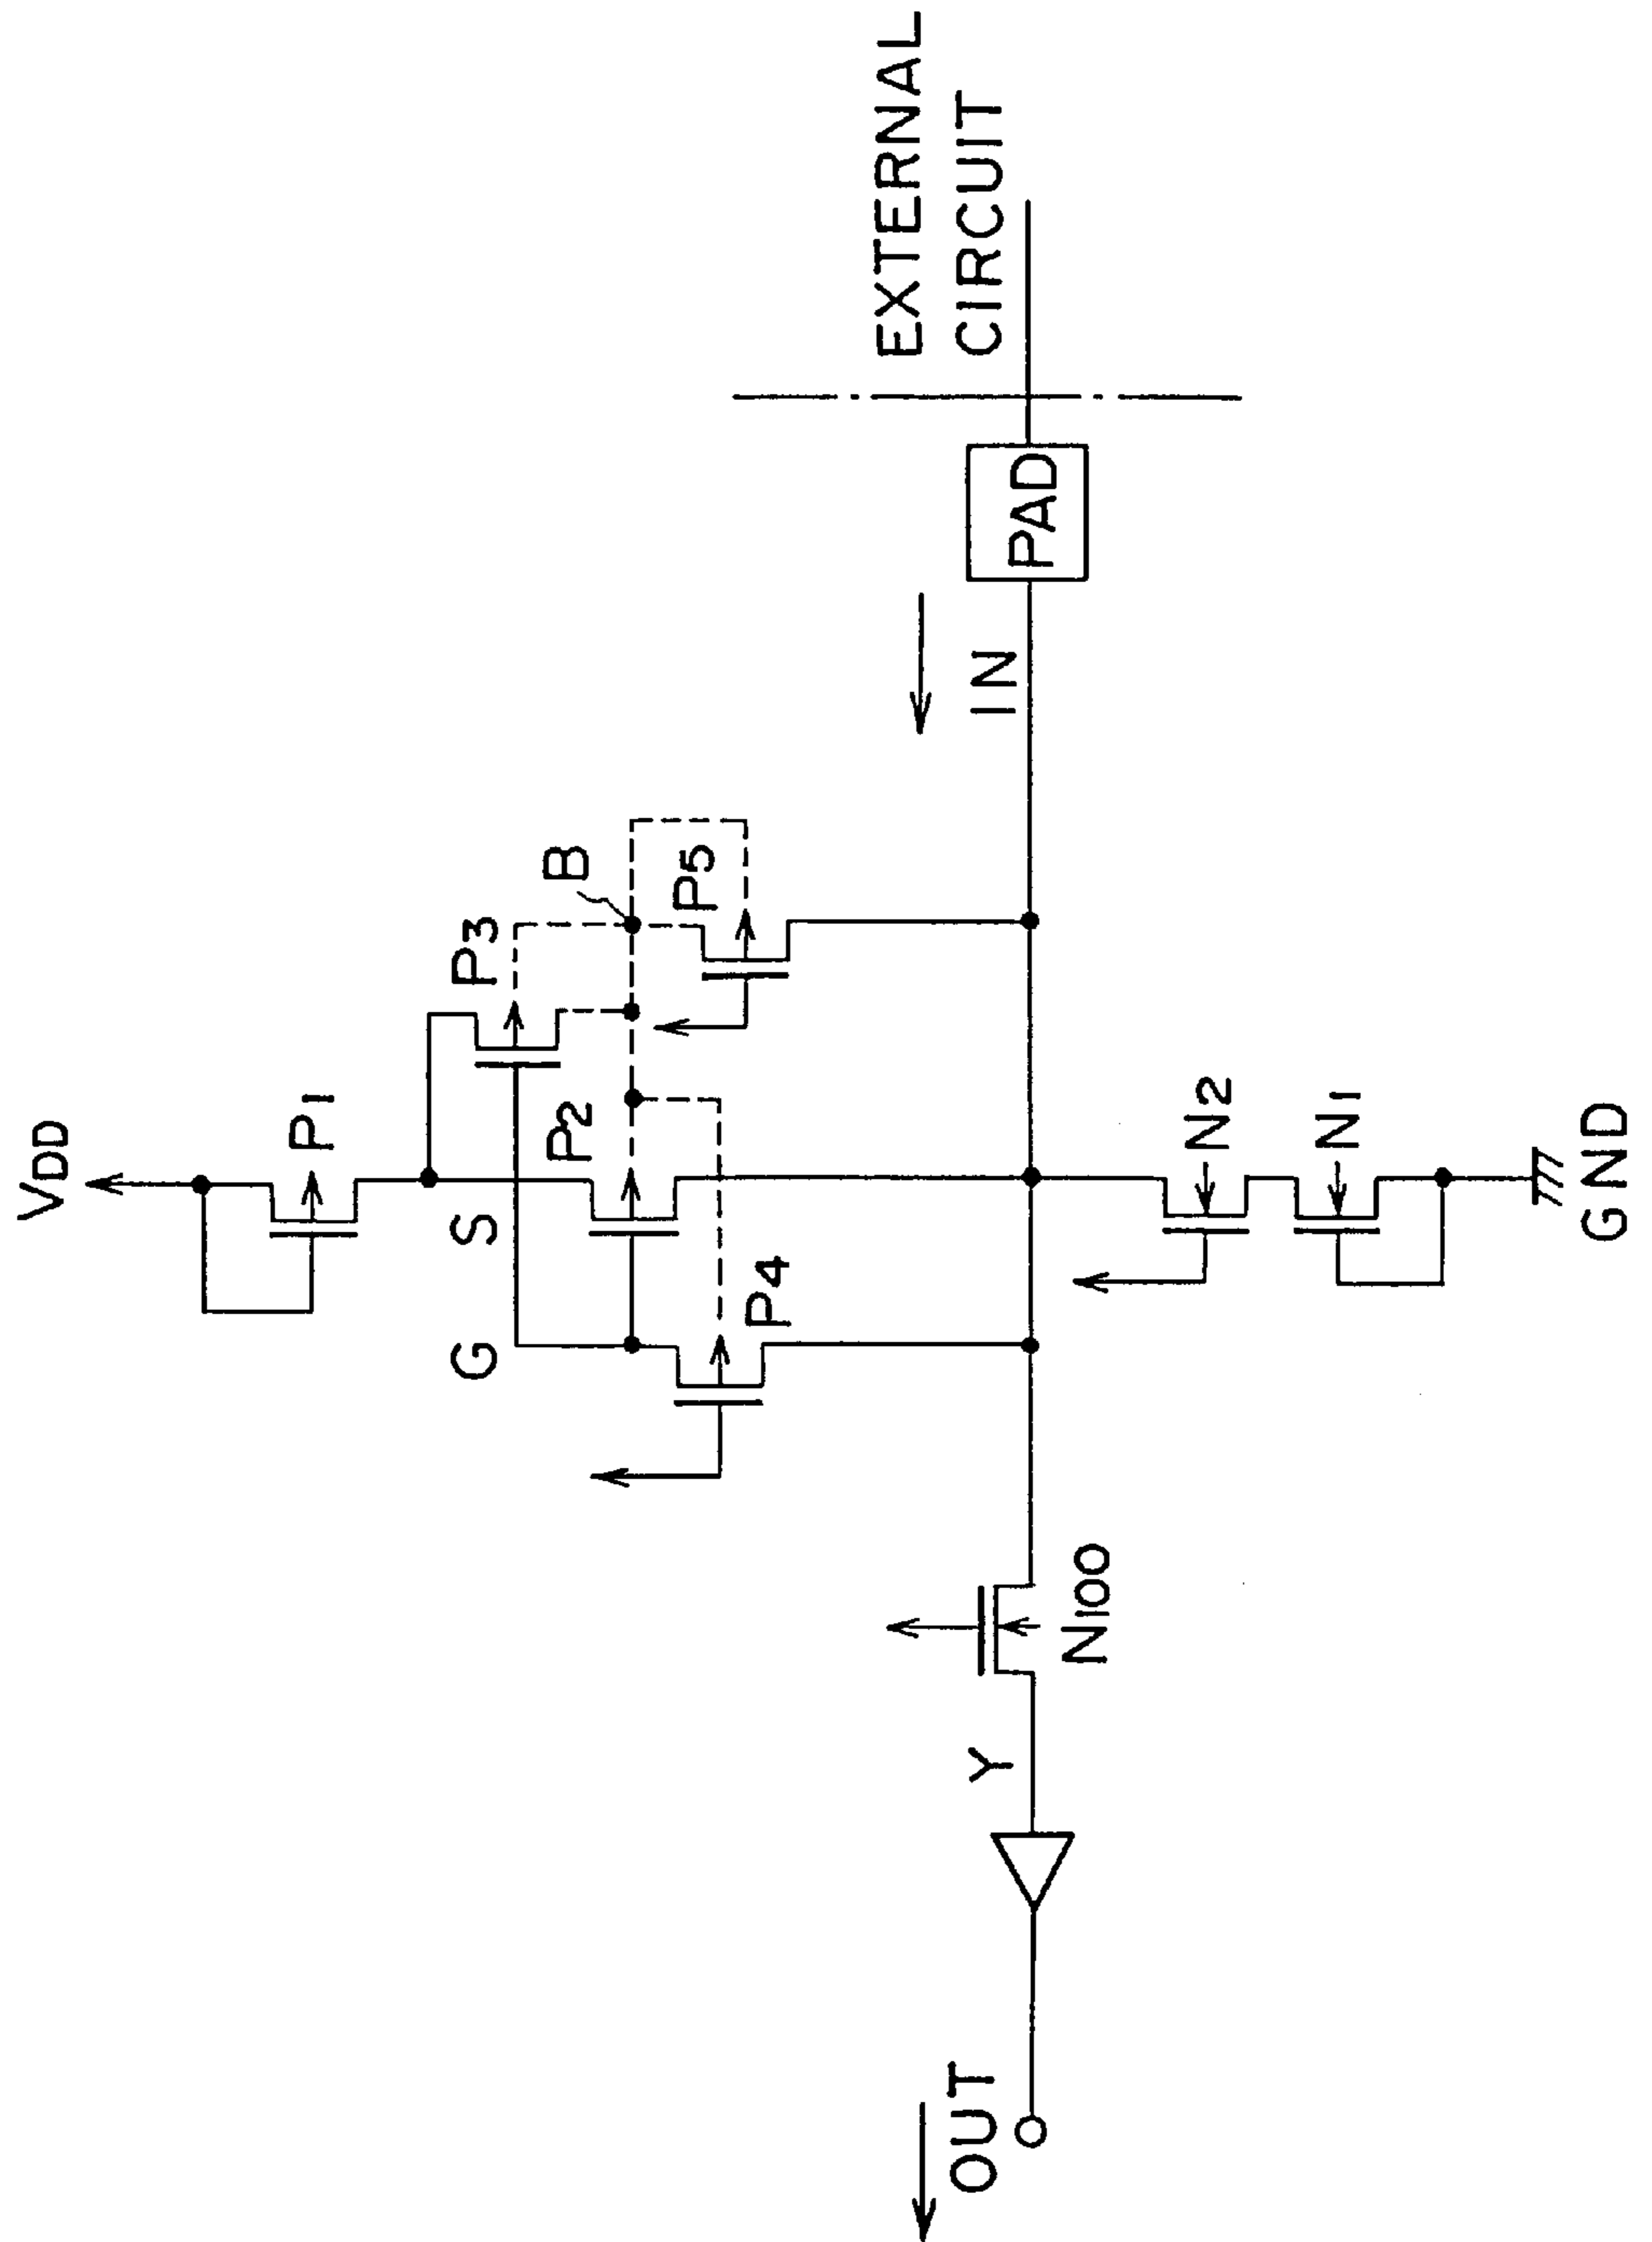 VDD
P1
S
G
P3
B
P2
P5
P4
EXTERNAL
CIRCUIT
PAD
IN
N100
Y
OUT
N2
N1
GND